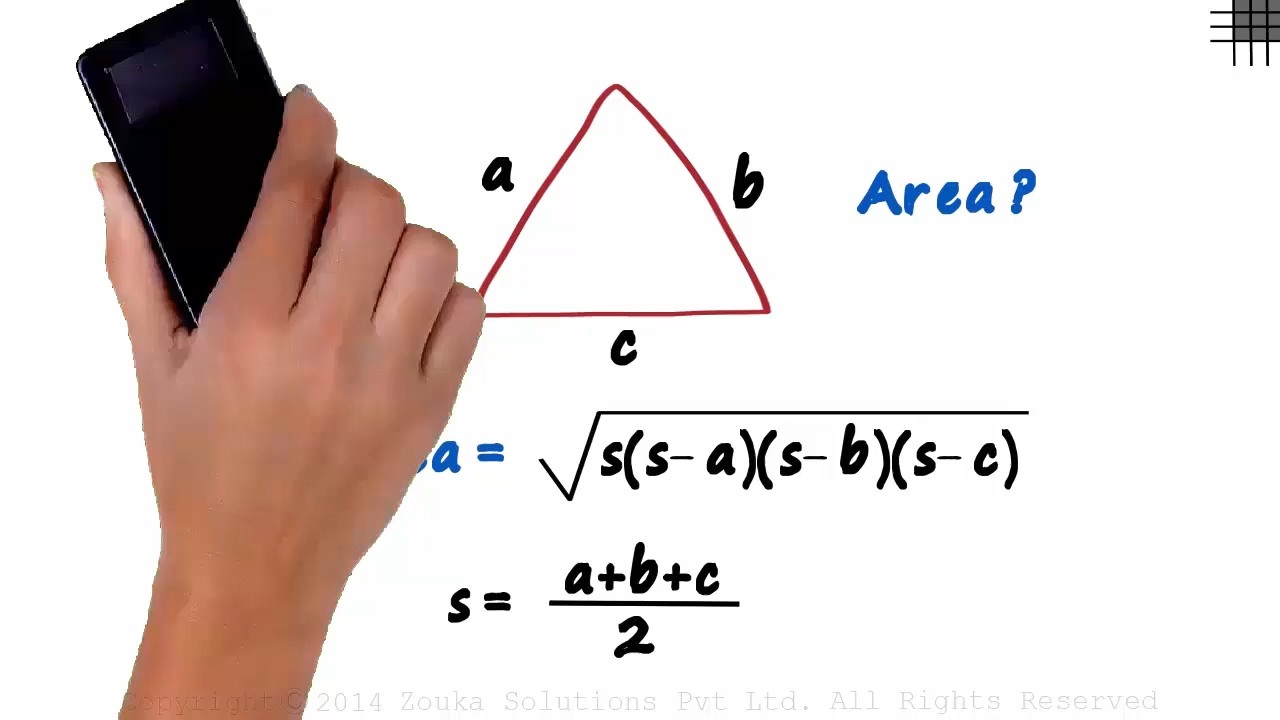 a
b
Area?
c
a =
√s(s-a)(s-b)(s-c)
s = a+b+c
2
Copyright © 2014 Zouka Solutions Pvt Ltd. All Rights Reserved